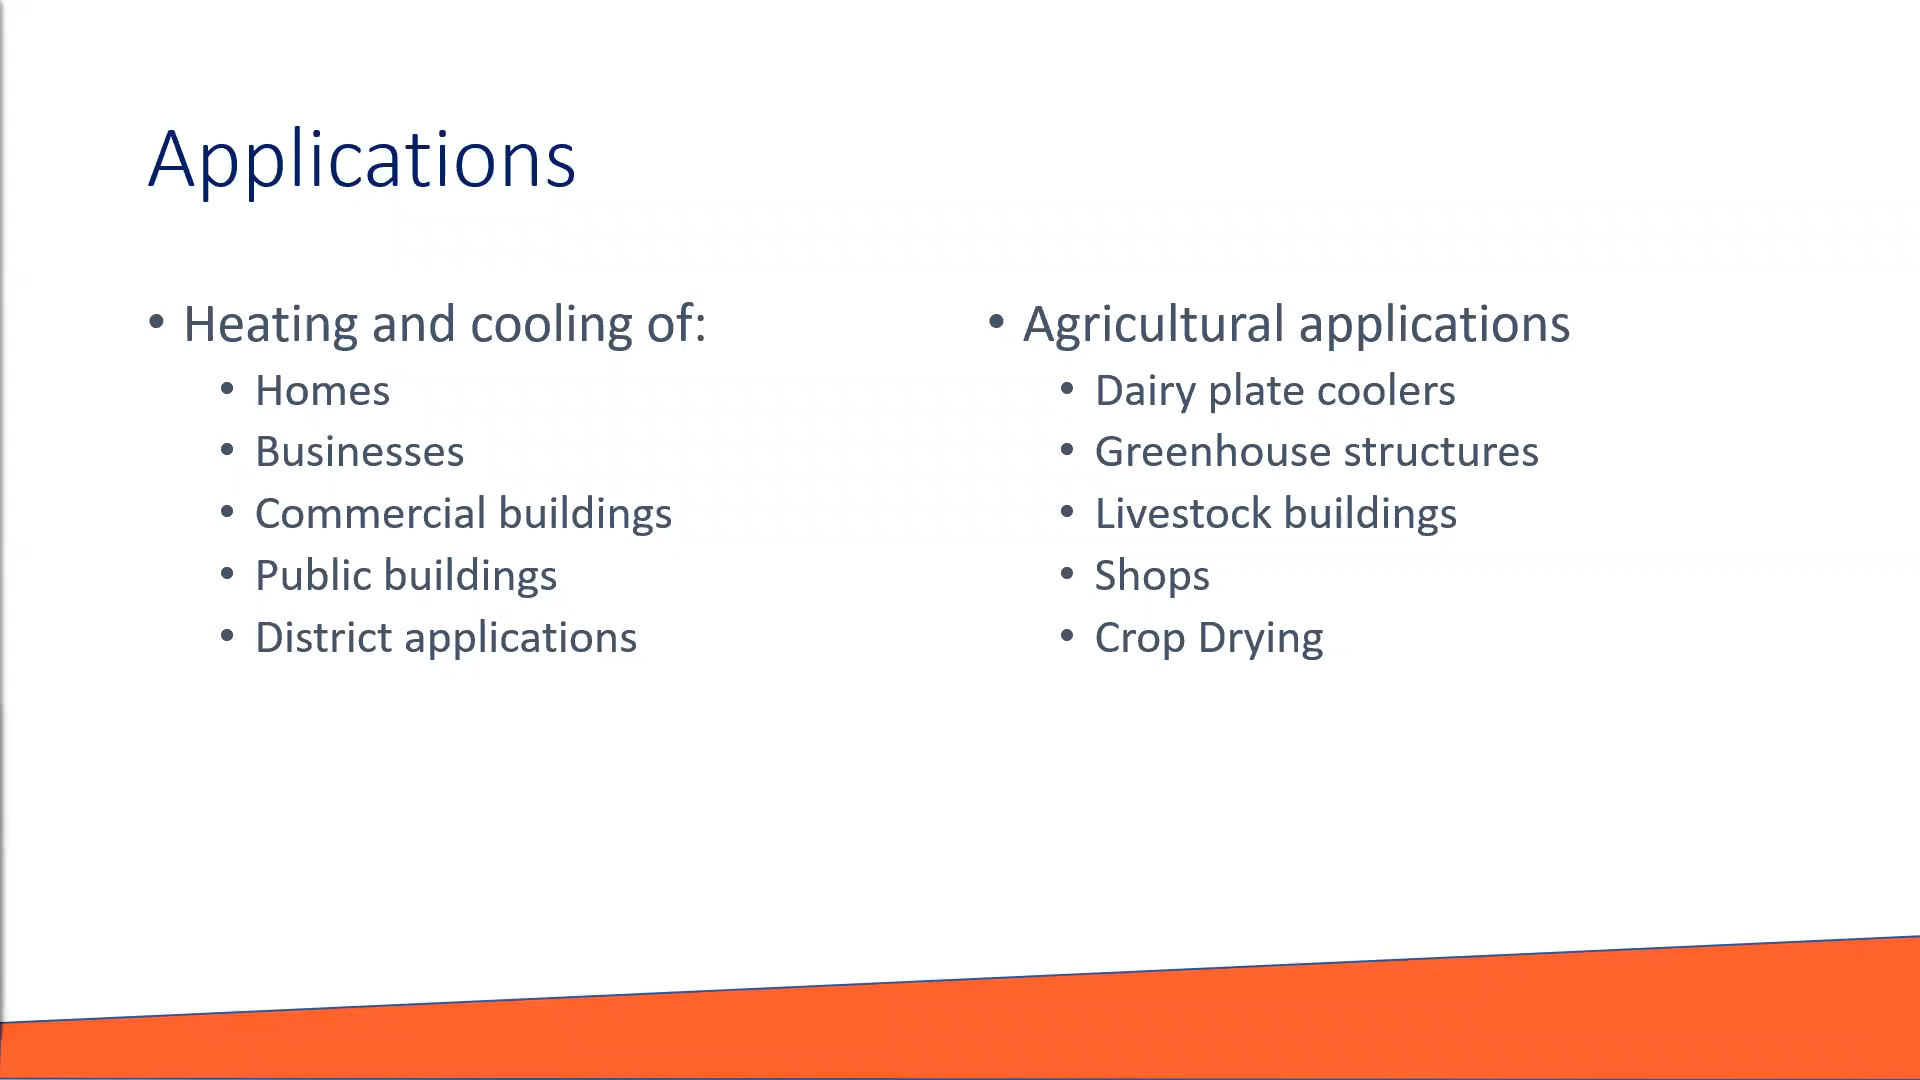 Applications
• Heating and cooling of:
• Homes
• Businesses
• Commercial buildings
• Public buildings
• District applications
• Agricultural applications
• Dairy plate coolers
• Greenhouse structures
• Livestock buildings
• Shops
• Crop Drying